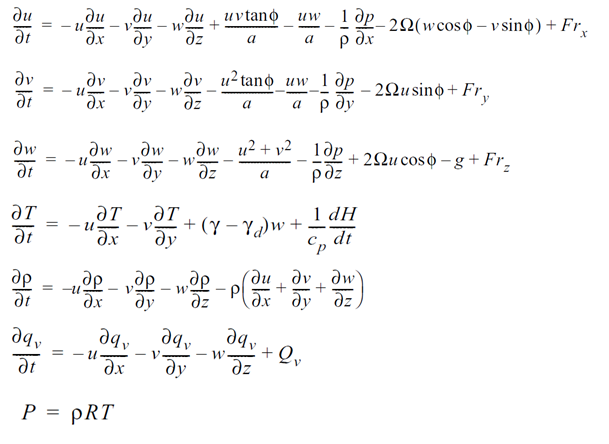 ∂u/∂t = −u ∂u/∂x − v ∂u/∂y − w ∂u/∂z + uv tanϕ/a − uw/a − 1/ρ ∂p/∂x − 2Ω(w cosϕ − v sinϕ) + Fr_x
∂v/∂t = −u ∂v/∂x − v ∂v/∂y − w ∂v/∂z − u² tanϕ/a − uw/a − 1/ρ ∂p/∂y − 2Ωu sinϕ + Fr_y
∂w/∂t = −u ∂w/∂x − v ∂w/∂y − w ∂w/∂z − u² + v²/a − 1/ρ ∂p/∂z + 2Ωu cosϕ − g + Fr_z
∂T/∂t = −u ∂T/∂x − v ∂T/∂y + (γ − γ_d)w + 1/c_p dH/dt
∂ρ/∂t = −u ∂ρ/∂x − v ∂ρ/∂y − w ∂ρ/∂z − ρ(∂u/∂x + ∂v/∂y + ∂w/∂z)
∂q_v/∂t = −u ∂q_v/∂x − v ∂q_v/∂y − w ∂q_v/∂z + Q_v
P = ρRT